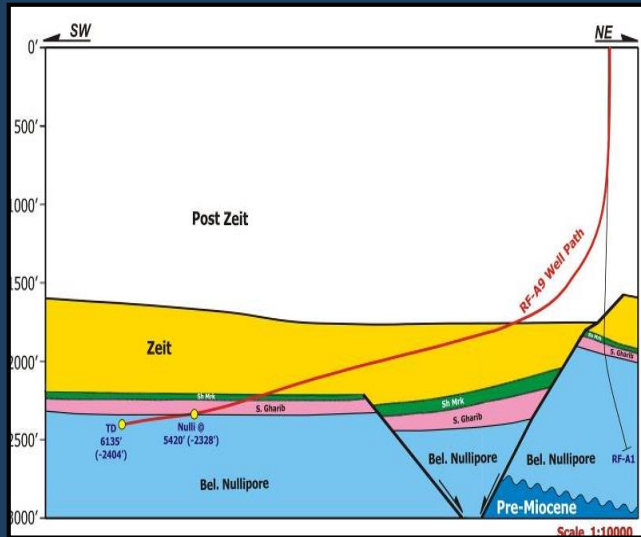 SW
NE
0'
500'
1000'
1500'
2000'
2500'
3000'
Post Zeit
RF-A9 Well Path
Zeit
Sh Mrk
S. Gharib
Sh Mrk
S. Gharib
Sh Mrk
S. Gharib
TD
6135'
(-2404')
Nulli @
5420' (-2328')
Bel. Nullipore
Bel. Nullipore
Bel. Nullipore
RF-A1
Pre-Miocene
Scale 1:10000